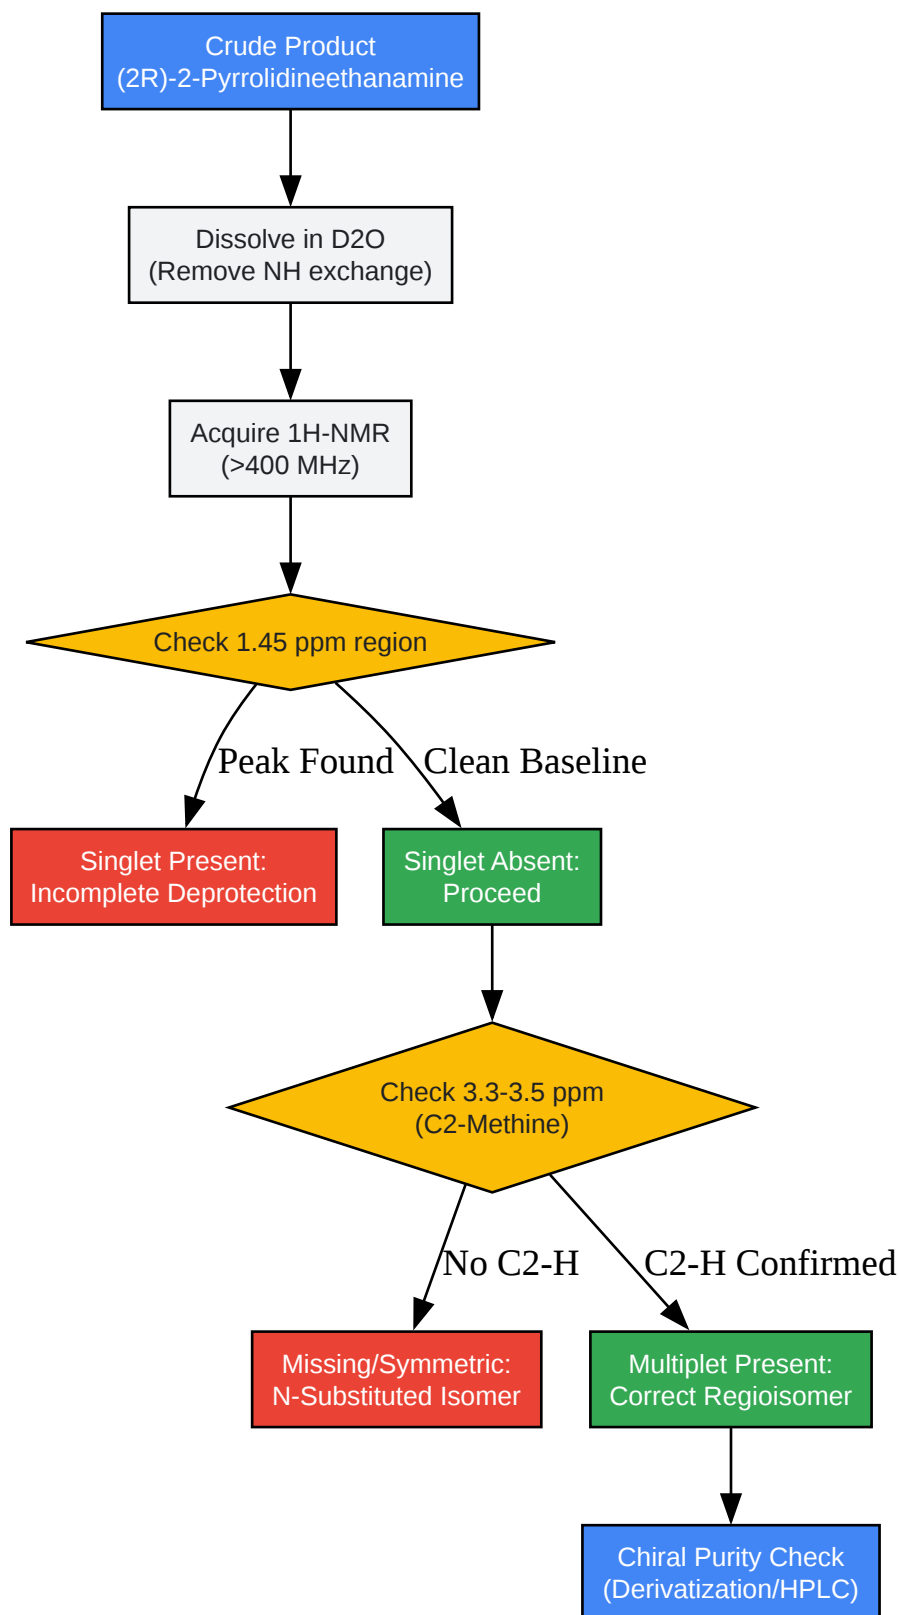 Crude Product
(2R)-2-Pyrrolidineethanamine
Dissolve in D2O
(Remove NH exchange)
Acquire 1H-NMR
(>400 MHz)
Check 1.45 ppm region
Peak Found
Clean Baseline
Singlet Present:
Incomplete Deprotection
Singlet Absent:
Proceed
Check 3.3-3.5 ppm
(C2-Methine)
No C2-H
C2-H Confirmed
Missing/Symmetric:
N-Substituted Isomer
Multiplet Present:
Correct Regioisomer
Chiral Purity Check
(Derivatization/HPLC)